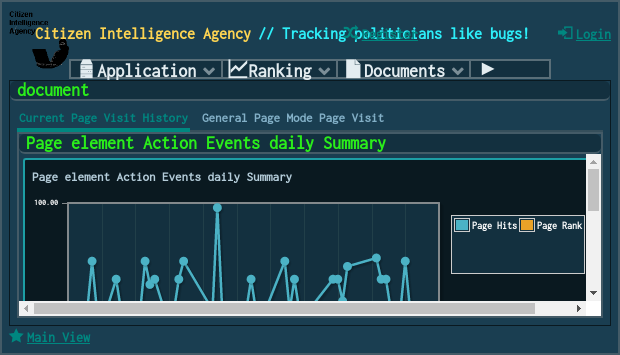 Citizen
Intelligence
Agency
Citizen Intelligence Agency // Tracking politicians like bugs!
Login
Application
Ranking
Documents
document
Current Page Visit History
General Page Mode Page Visit
Page element Action Events daily Summary
Page element Action Events daily Summary
100.00
Page Hits
Page Rank
Main View